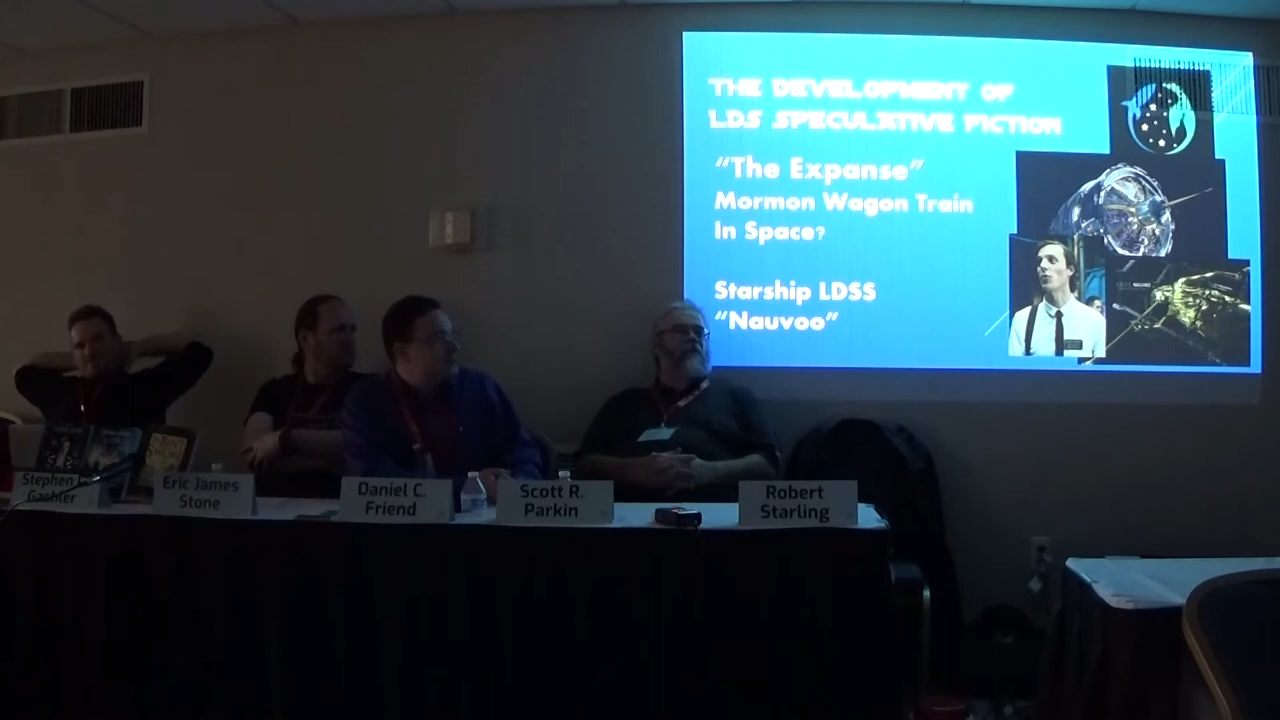 THE DEVELOPMENT OF
LDS SPECULATIVE FICTION
“The Expanse”
Mormon Wagon Train
In Space?
Starship LDSS
“Nauvoo”
Stephen
Gashler
Eric James
Stone
Daniel C.
Friend
Scott R.
Parkin
Robert
Starling